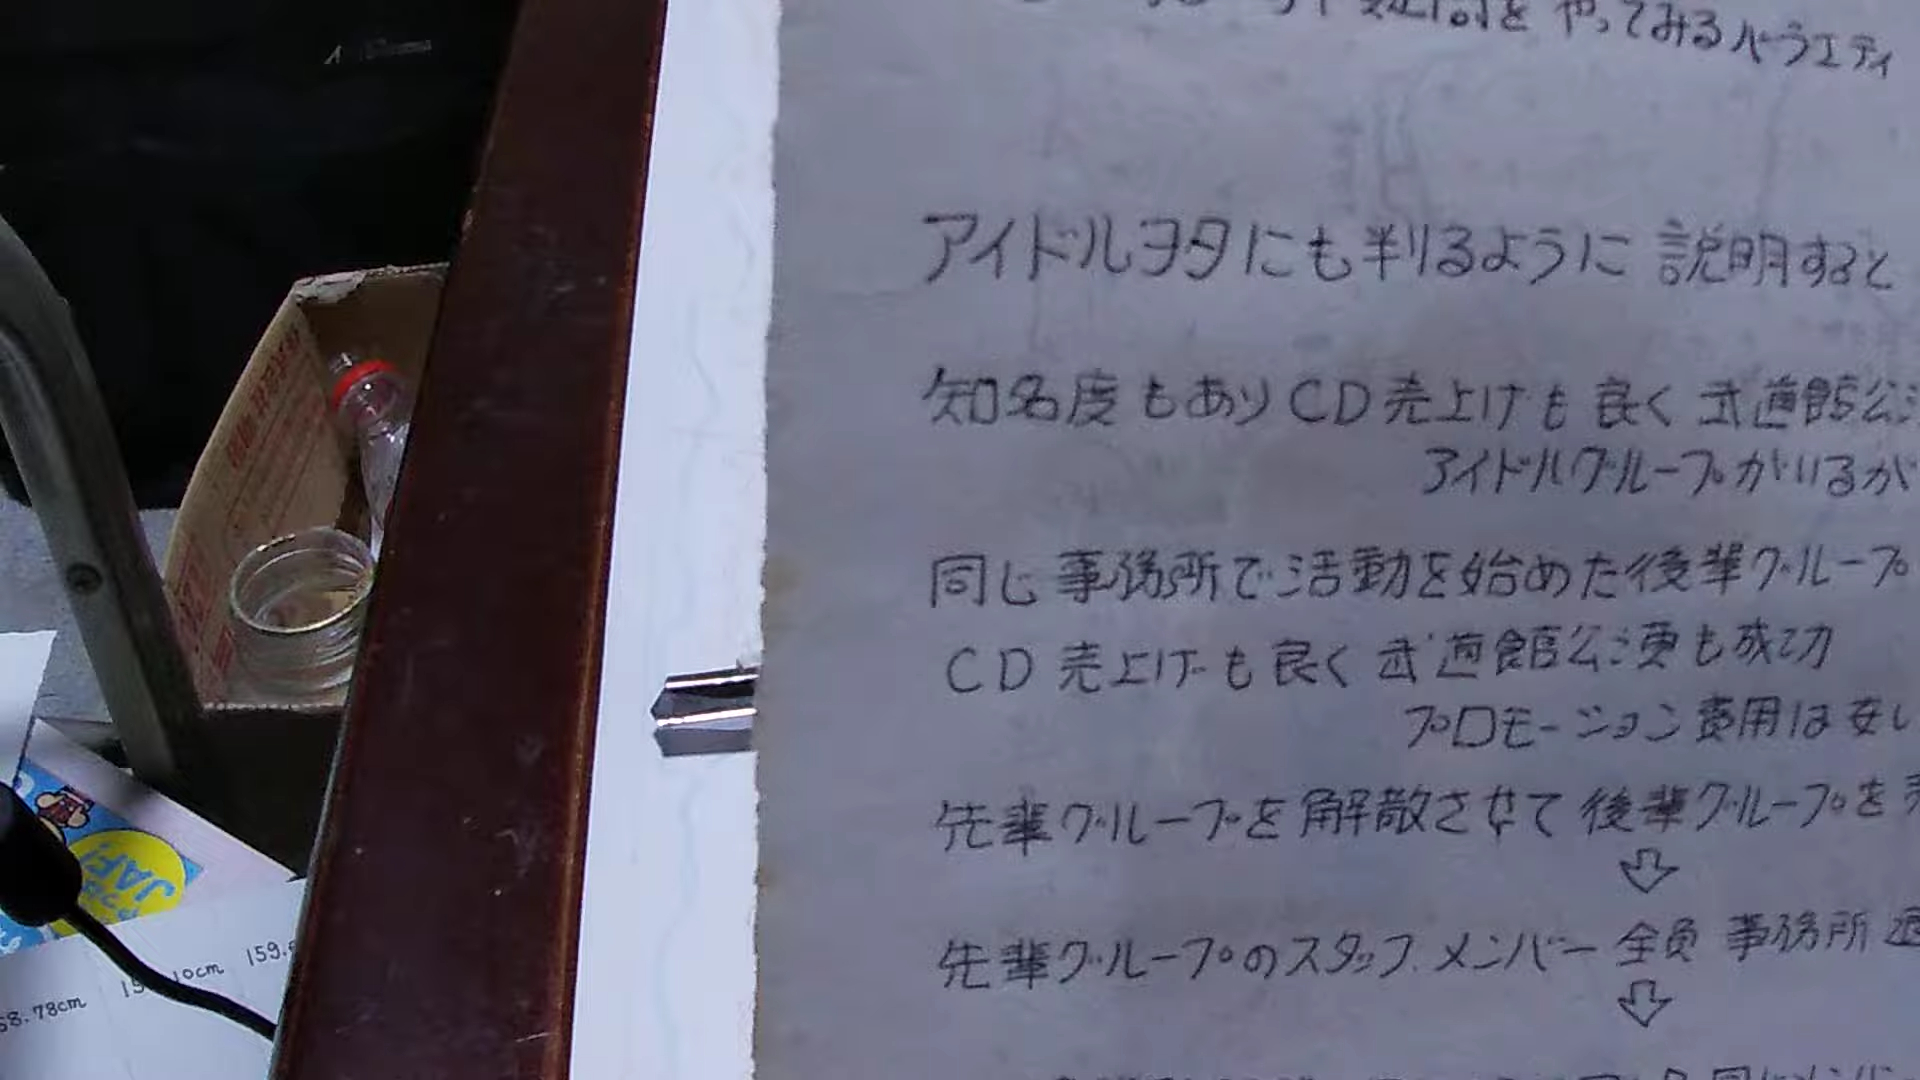 をやってみるバラエティ
アイドルヲタにも判るように 説明すると
知名度もありCD売上げも良く 武道館公演
アイドルグループがいるが
同じ事務所で活動を始めた後輩グループ
CD売上げも良く武道館公演も成功
プロモーション費用は安い
先輩グループを解散させて後輩グループを
⇩
先輩グループのスタッフ、メンバー全員 事務所
⇩
JAF!
159.
10cm
58.78cm